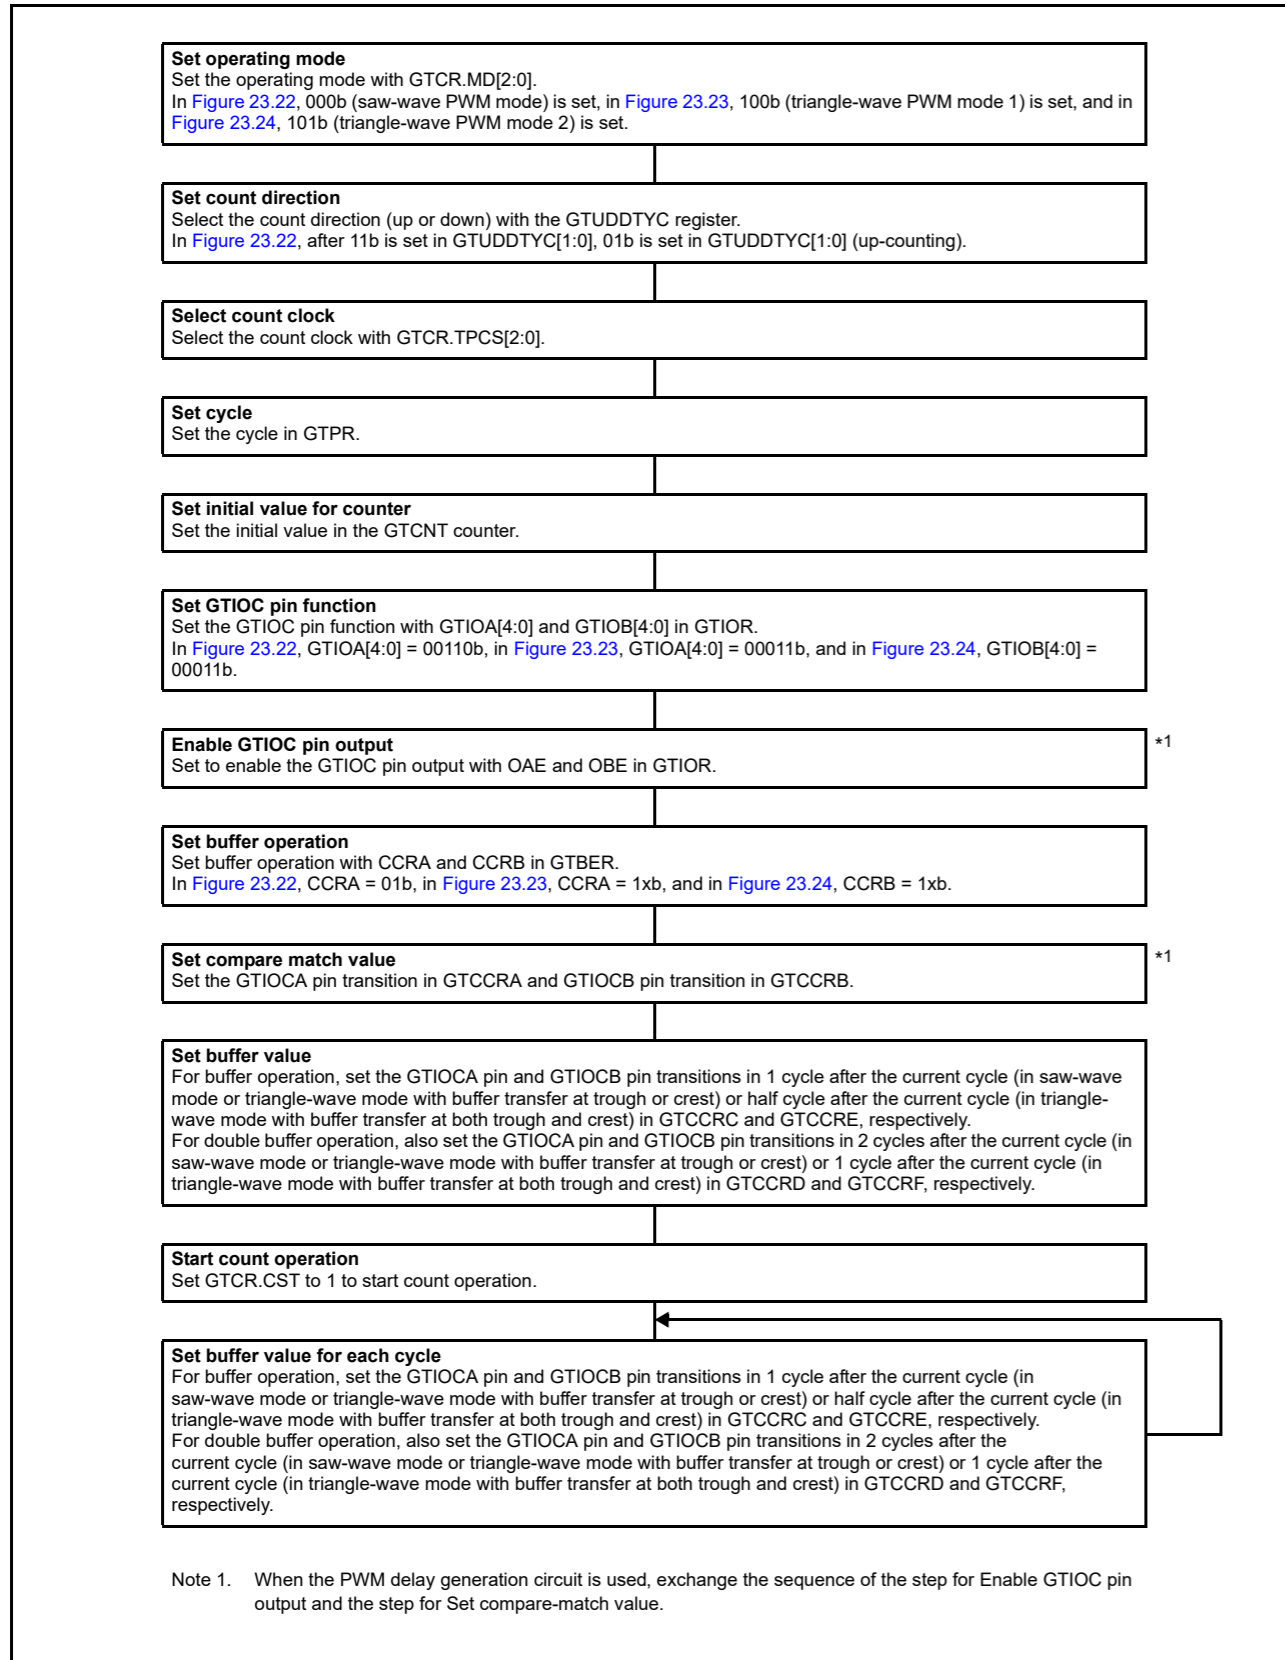 Set operating mode
Set the operating mode with GTCR.MD[2:0].
In Figure 23.22, 000b (saw-wave PWM mode) is set, in Figure 23.23, 100b (triangle-wave PWM mode 1) is set, and in
Figure 23.24, 101b (triangle-wave PWM mode 2) is set.
Set count direction
Select the count direction (up or down) with the GTUDDTYC register.
In Figure 23.22, after 11b is set in GTUDDTYC[1:0], 01b is set in GTUDDTYC[1:0] (up-counting).
Select count clock
Select the count clock with GTCR.TPCS[2:0].
Set cycle
Set the cycle in GTPR.
Set initial value for counter
Set the initial value in the GTCNT counter.
Set GTIOC pin function
Set the GTIOC pin function with GTIOA[4:0] and GTIOB[4:0] in GTIOR.
In Figure 23.22, GTIOA[4:0] = 00110b, in Figure 23.23, GTIOA[4:0] = 00011b, and in Figure 23.24, GTIOB[4:0] =
00011b.
Enable GTIOC pin output
*1
Set to enable the GTIOC pin output with OAE and OBE in GTIOR.
Set buffer operation
Set buffer operation with CCRA and CCRB in GTBER.
In Figure 23.22, CCRA = 01b, in Figure 23.23, CCRA = 1xb, and in Figure 23.24, CCRB = 1xb.
Set compare match value
*1
Set the GTIOCA pin transition in GTCCRA and GTIOCB pin transition in GTCCRB.
Set buffer value
For buffer operation, set the GTIOCA pin and GTIOCB pin transitions in 1 cycle after the current cycle (in saw-wave
mode or triangle-wave mode with buffer transfer at trough or crest) or half cycle after the current cycle (in triangle-
wave mode with buffer transfer at both trough and crest) in GTCCRC and GTCCRE, respectively.
For double buffer operation, also set the GTIOCA pin and GTIOCB pin transitions in 2 cycles after the current cycle (in
saw-wave mode or triangle-wave mode with buffer transfer at trough or crest) or 1 cycle after the current cycle (in
triangle-wave mode with buffer transfer at both trough and crest) in GTCCRD and GTCCRF, respectively.
Start count operation
Set GTCR.CST to 1 to start count operation.
Set buffer value for each cycle
For buffer operation, set the GTIOCA pin and GTIOCB pin transitions in 1 cycle after the current cycle (in
saw-wave mode or triangle-wave mode with buffer transfer at trough or crest) or half cycle after the current cycle (in
triangle-wave mode with buffer transfer at both trough and crest) in GTCCRC and GTCCRE, respectively.
For double buffer operation, also set the GTIOCA pin and GTIOCB pin transitions in 2 cycles after the
current cycle (in saw-wave mode or triangle-wave mode with buffer transfer at trough or crest) or 1 cycle after the
current cycle (in triangle-wave mode with buffer transfer at both trough and crest) in GTCCRD and GTCCRF,
respectively.
Note 1. When the PWM delay generation circuit is used, exchange the sequence of the step for Enable GTIOC pin
output and the step for Set compare-match value.